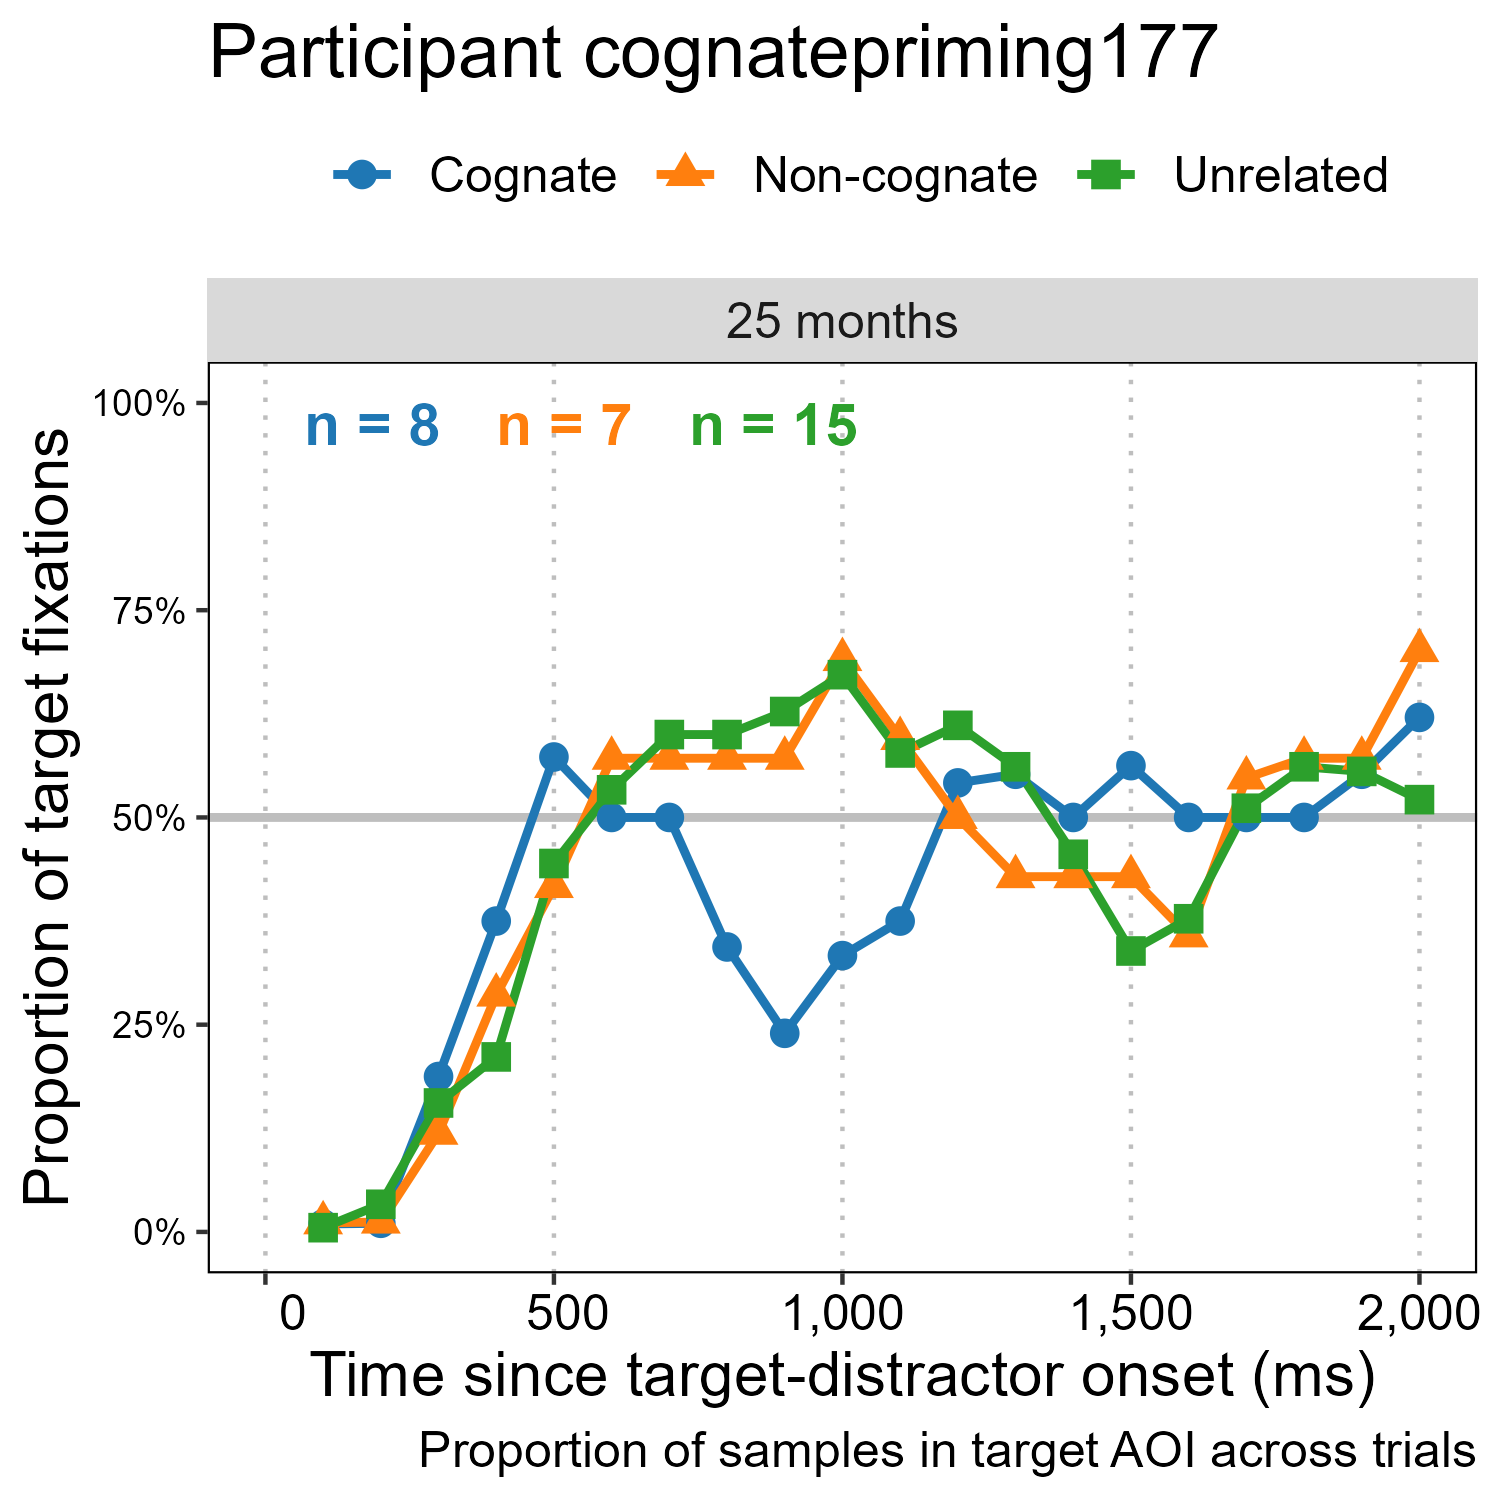 Participant cognatepriming177
Cognate Non-cognate Unrelated
25 months
n = 8 n = 7 n = 15
100%
75%
50%
25%
0%
Proportion of target fixations
0 500 1,000 1,500 2,000
Time since target-distractor onset (ms)
Proportion of samples in target AOI across trials